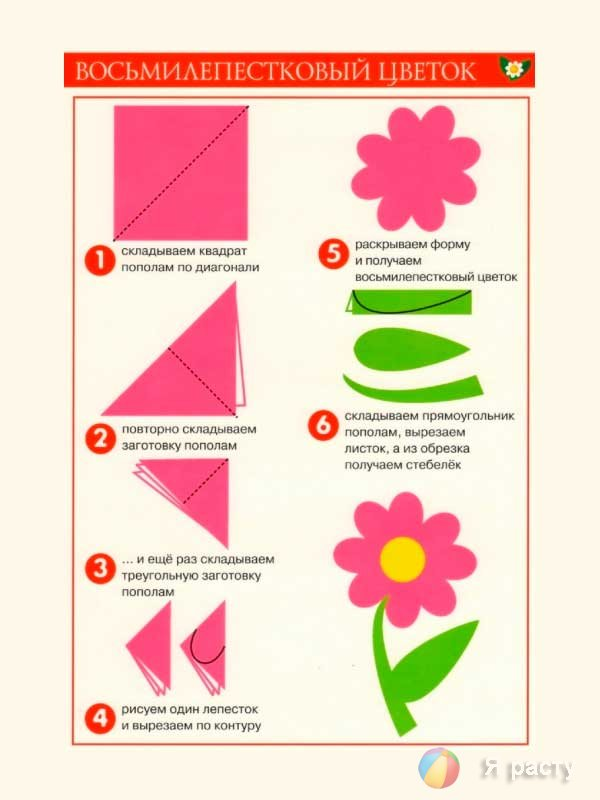 ВОСЬМИЛЕПЕСТКОВЫЙ ЦВЕТОК
1 складываем квадрат
пополам по диагонали
2 повторно складываем
заготовку пополам
3 ... и ещё раз складываем
треугольную заготовку
пополам
4 рисуем один лепесток
и вырезаем по контуру
5 раскрываем форму
и получаем
восьмилепестковый цветок
6 складываем прямоугольник
пополам, вырезаем
листок, а из обрезка
получаем стебелёк
Я расту